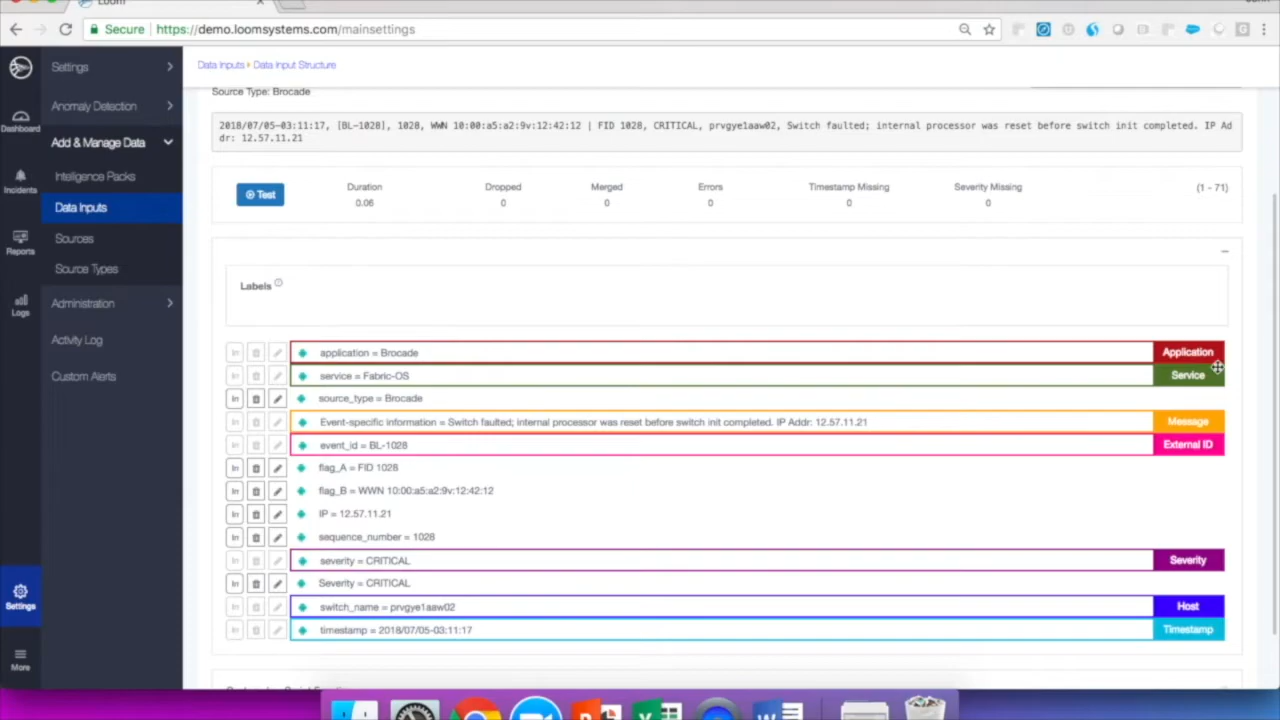 Loom
Secure | https://demo.loomsystems.com/mainsettings
Settings
Data Inputs › Data Input Structure
Source Type: Brocade
Anomaly Detection
Dashboard
2018/07/05-03:11:17, [BL-1028], 1028, WWN 10:00:a5:a2:9v:12:42:12 | FID 1028, CRITICAL, prvgye1aaw02, Switch faulted; internal processor was reset before switch init completed. IP Ad
dr: 12.57.11.21
Add & Manage Data
Intelligence Packs
Incidents
Test
Duration
0.06
Dropped
0
Merged
0
Errors
0
Timestamp Missing
0
Severity Missing
0
(1 - 71)
Data Inputs
Sources
Reports
Source Types
Labels
Administration
Logs
Activity Log
Custom Alerts
application = Brocade Application
service = Fabric-OS Service
source_type = Brocade
Event-specific information = Switch faulted; internal processor was reset before switch init completed. IP Addr: 12.57.11.21 Message
event_id = BL-1028 External ID
flag_A = FID 1028
flag_B = WWN 10:00:a5:a2:9v:12:42:12
IP = 12.57.11.21
sequence_number = 1028
severity = CRITICAL Severity
Severity = CRITICAL
switch_name = prvgye1aaw02 Host
timestamp = 2018/07/05-03:11:17 Timestamp
Settings
More